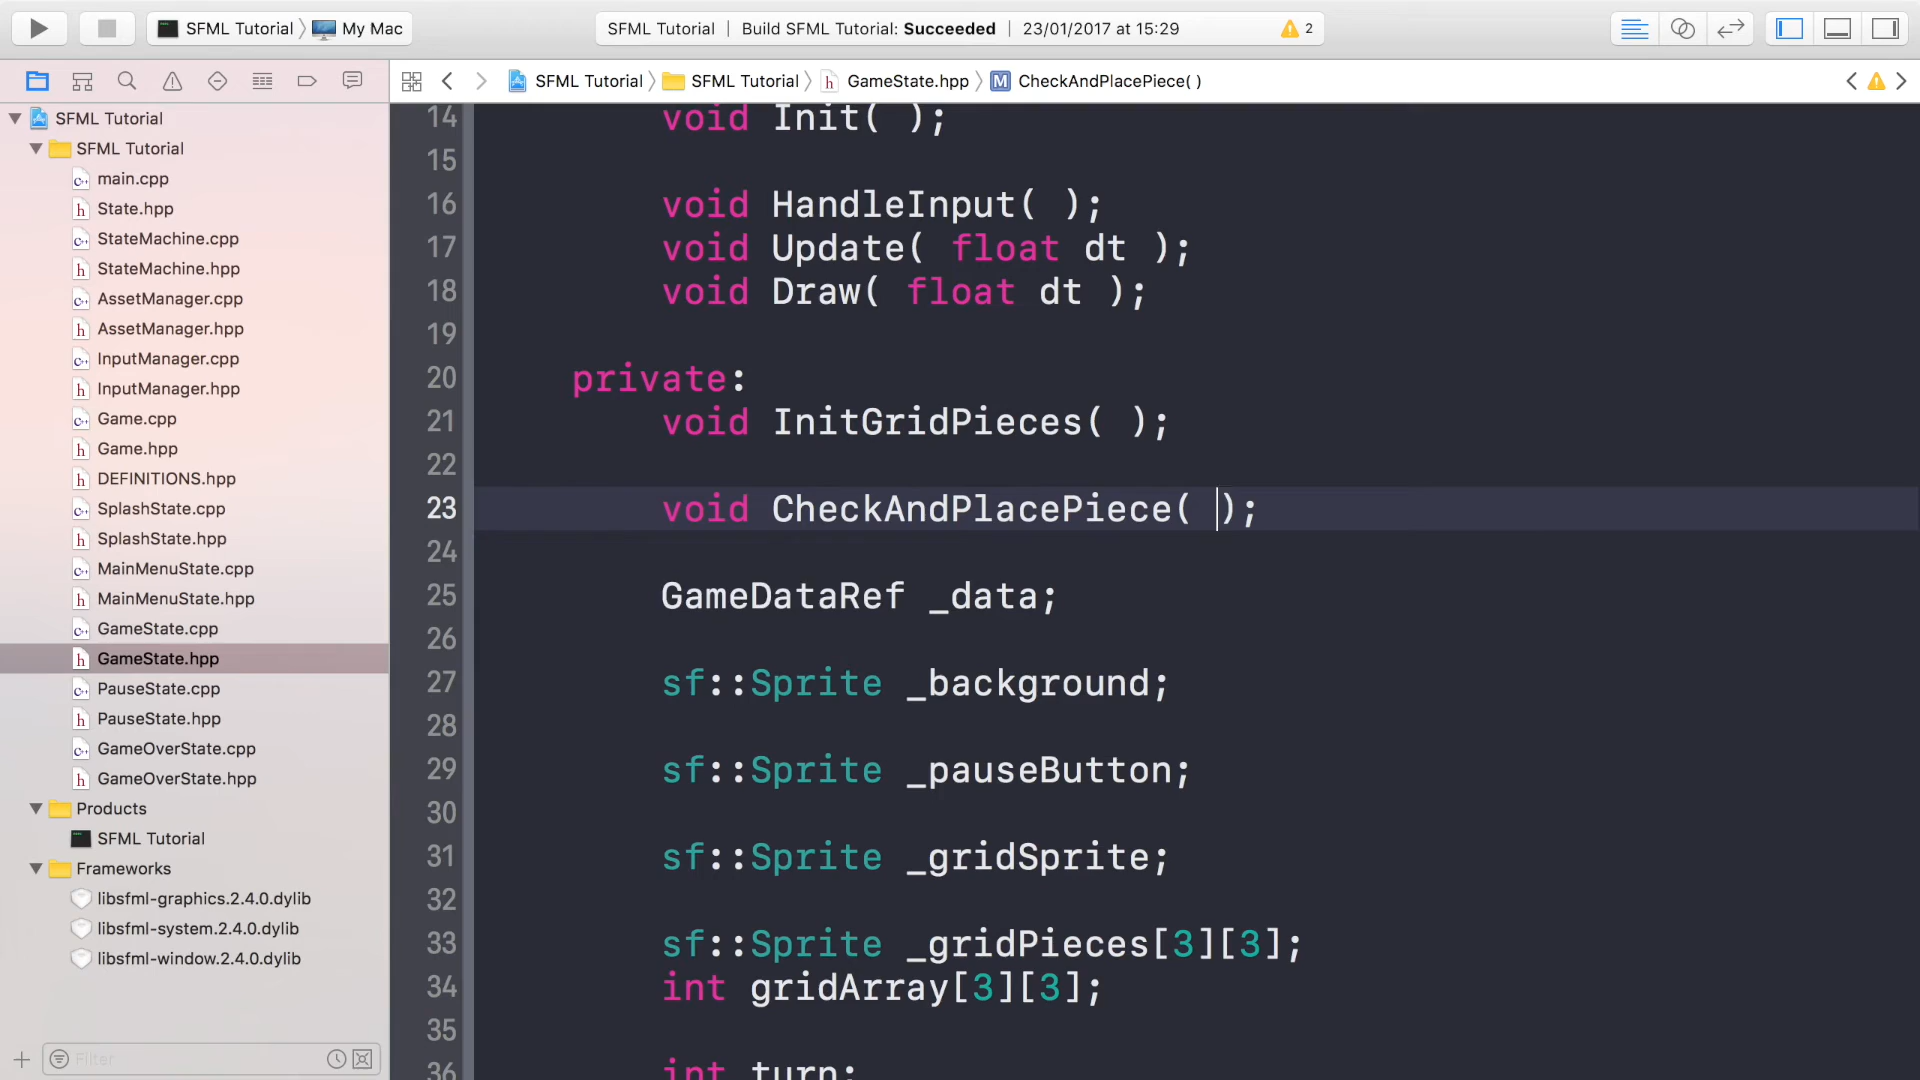 SFML Tutorial 〉 My Mac
SFML Tutorial | Build SFML Tutorial: Succeeded | 23/01/2017 at 15:29
2
SFML Tutorial 〉 SFML Tutorial 〉 GameState.hpp 〉 M CheckAndPlacePiece( )
SFML Tutorial
SFML Tutorial
main.cpp
State.hpp
StateMachine.cpp
StateMachine.hpp
AssetManager.cpp
AssetManager.hpp
InputManager.cpp
InputManager.hpp
Game.cpp
Game.hpp
DEFINITIONS.hpp
SplashState.cpp
SplashState.hpp
MainMenuState.cpp
MainMenuState.hpp
GameState.cpp
GameState.hpp
PauseState.cpp
PauseState.hpp
GameOverState.cpp
GameOverState.hpp
Products
SFML Tutorial
Frameworks
libsfml-graphics.2.4.0.dylib
libsfml-system.2.4.0.dylib
libsfml-window.2.4.0.dylib
Filter
14 void Init( );
15
16 void HandleInput( );
17 void Update( float dt );
18 void Draw( float dt );
19
20 private:
21 void InitGridPieces( );
22
23 void CheckAndPlacePiece( );
24
25 GameDataRef _data;
26
27 sf::Sprite _background;
28
29 sf::Sprite _pauseButton;
30
31 sf::Sprite _gridSprite;
32
33 sf::Sprite _gridPieces[3][3];
34 int gridArray[3][3];
35
36 int turn;